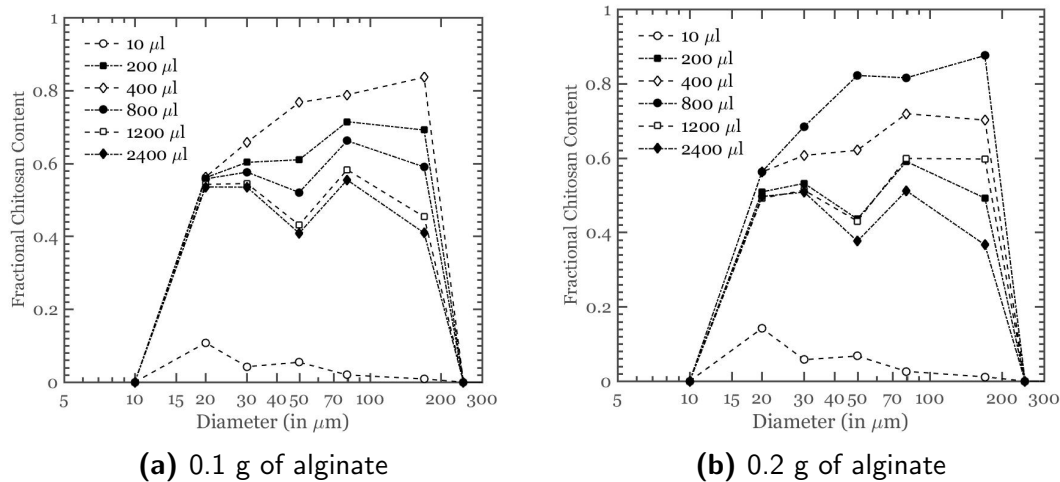 1
0.8
0.6
0.4
0.2
0
Fractional Chitosan Content
10 μl
200 μl
400 μl
800 μl
1200 μl
2400 μl
5 10 15 20 30 40 50 70 100 200 300
Diameter (in μm)
(a) 0.1 g of alginate
1
0.8
0.6
0.4
0.2
0
Fractional Chitosan Content
10 μl
200 μl
400 μl
800 μl
1200 μl
2400 μl
5 10 15 20 30 40 50 70 100 200 300
Diameter (in μm)
(b) 0.2 g of alginate